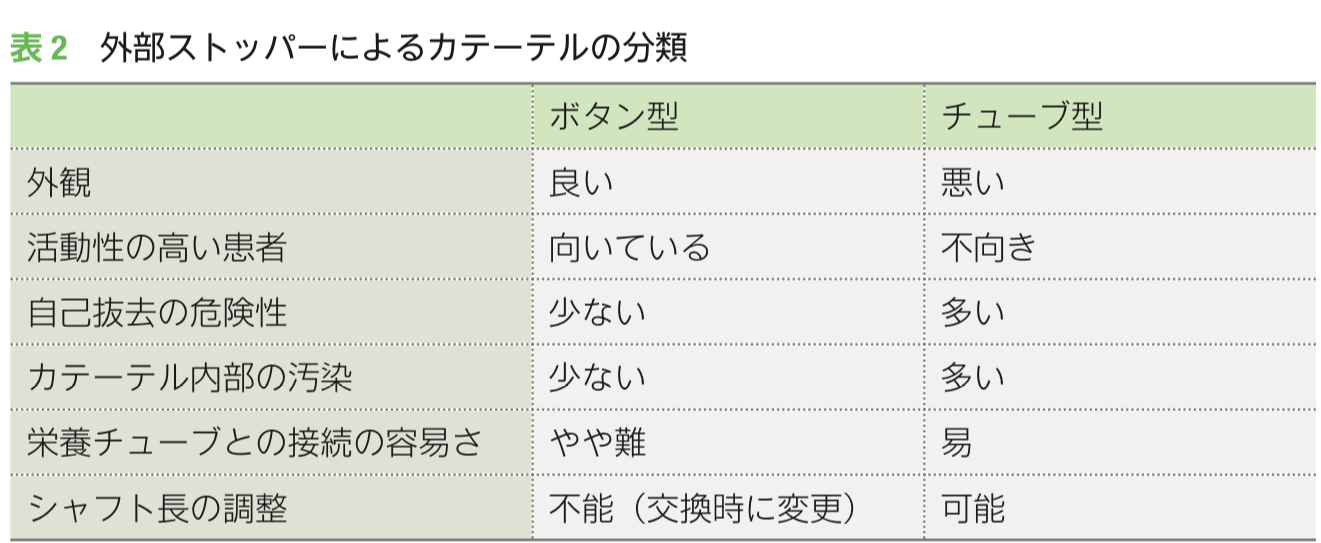 表2 外部ストッパーによるカテーテルの分類
ボタン型 チューブ型
外観 良い 悪い
活動性の高い患者 向いている 不向き
自己抜去の危険性 少ない 多い
カテーテル内部の汚染 少ない 多い
栄養チューブとの接続の容易さ やや難 易
シャフト長の調整 不能（交換時に変更） 可能